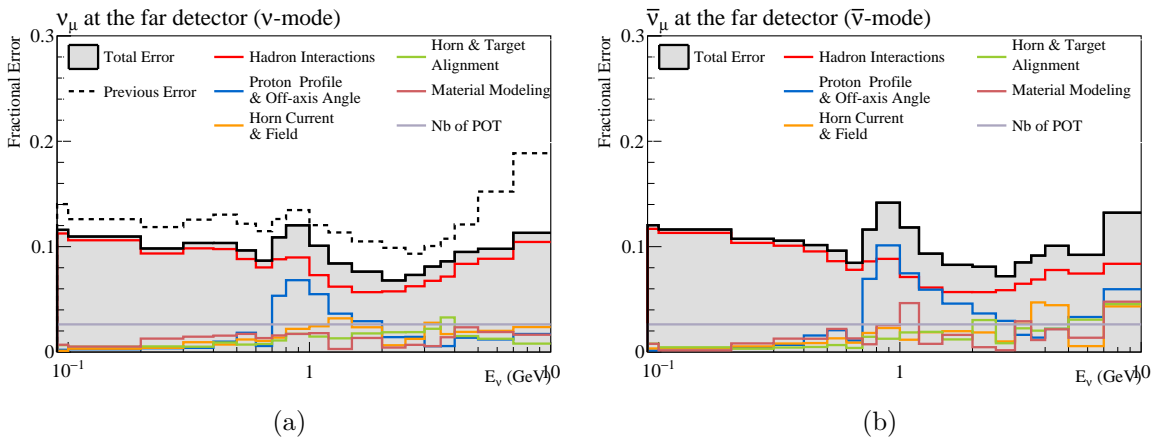 ν_μ at the far detector (ν-mode)
Fractional Error
0.3
0.2
0.1
0
Total Error
Previous Error
Hadron Interactions
Proton Profile
& Off-axis Angle
Horn Current
& Field
Horn & Target
Alignment
Material Modeling
Nb of POT
10⁻¹
1
10
E_ν (GeV)
(a)
ν̅_μ at the far detector (ν̅-mode)
Fractional Error
0.3
0.2
0.1
0
Total Error
Hadron Interactions
Proton Profile
& Off-axis Angle
Horn Current
& Field
Horn & Target
Alignment
Material Modeling
Nb of POT
10⁻¹
1
10
E_ν (GeV)
(b)